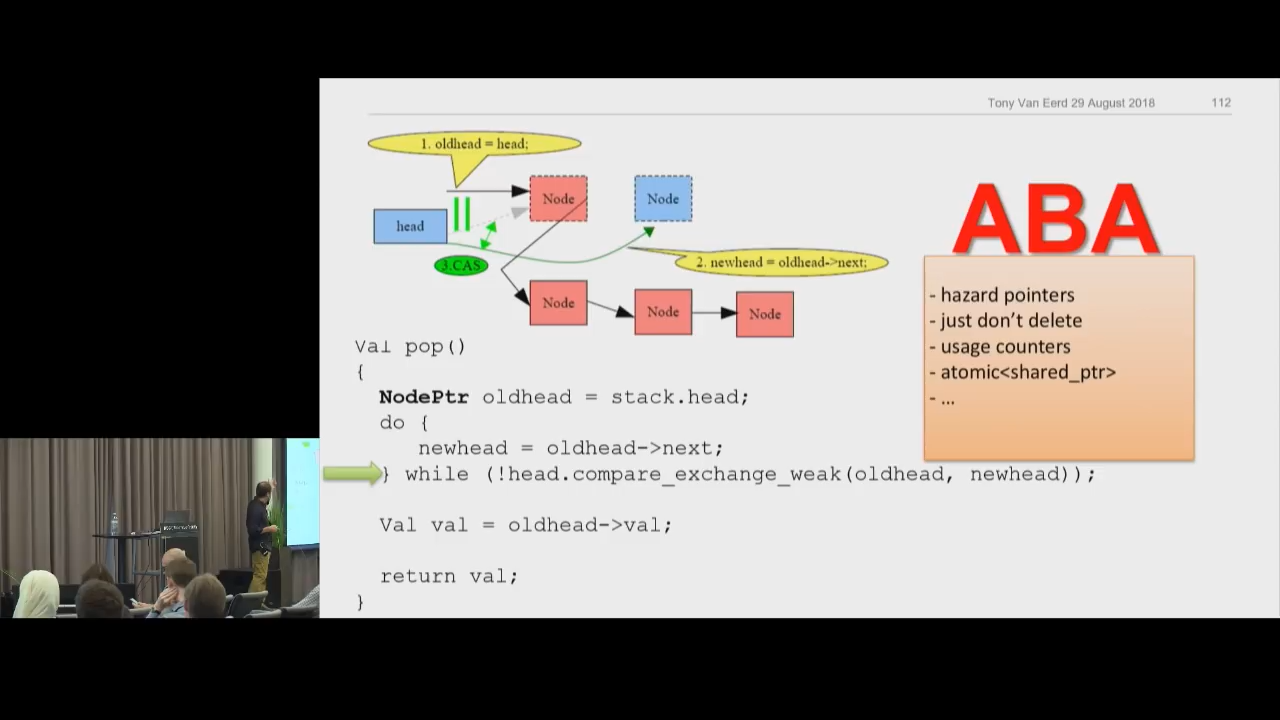 Tony Van Eerd 29 August 2018
112
1. oldhead = head;
Node
Node
head
3.CAS
2. newhead = oldhead->next;
Node
Node
Node
ABA
- hazard pointers
- just don't delete
- usage counters
- atomic<shared_ptr>
- ...
Val pop()
{
NodePtr oldhead = stack.head;
do {
newhead = oldhead->next;
} while (!head.compare_exchange_weak(oldhead, newhead));
Val val = oldhead->val;
return val;
}